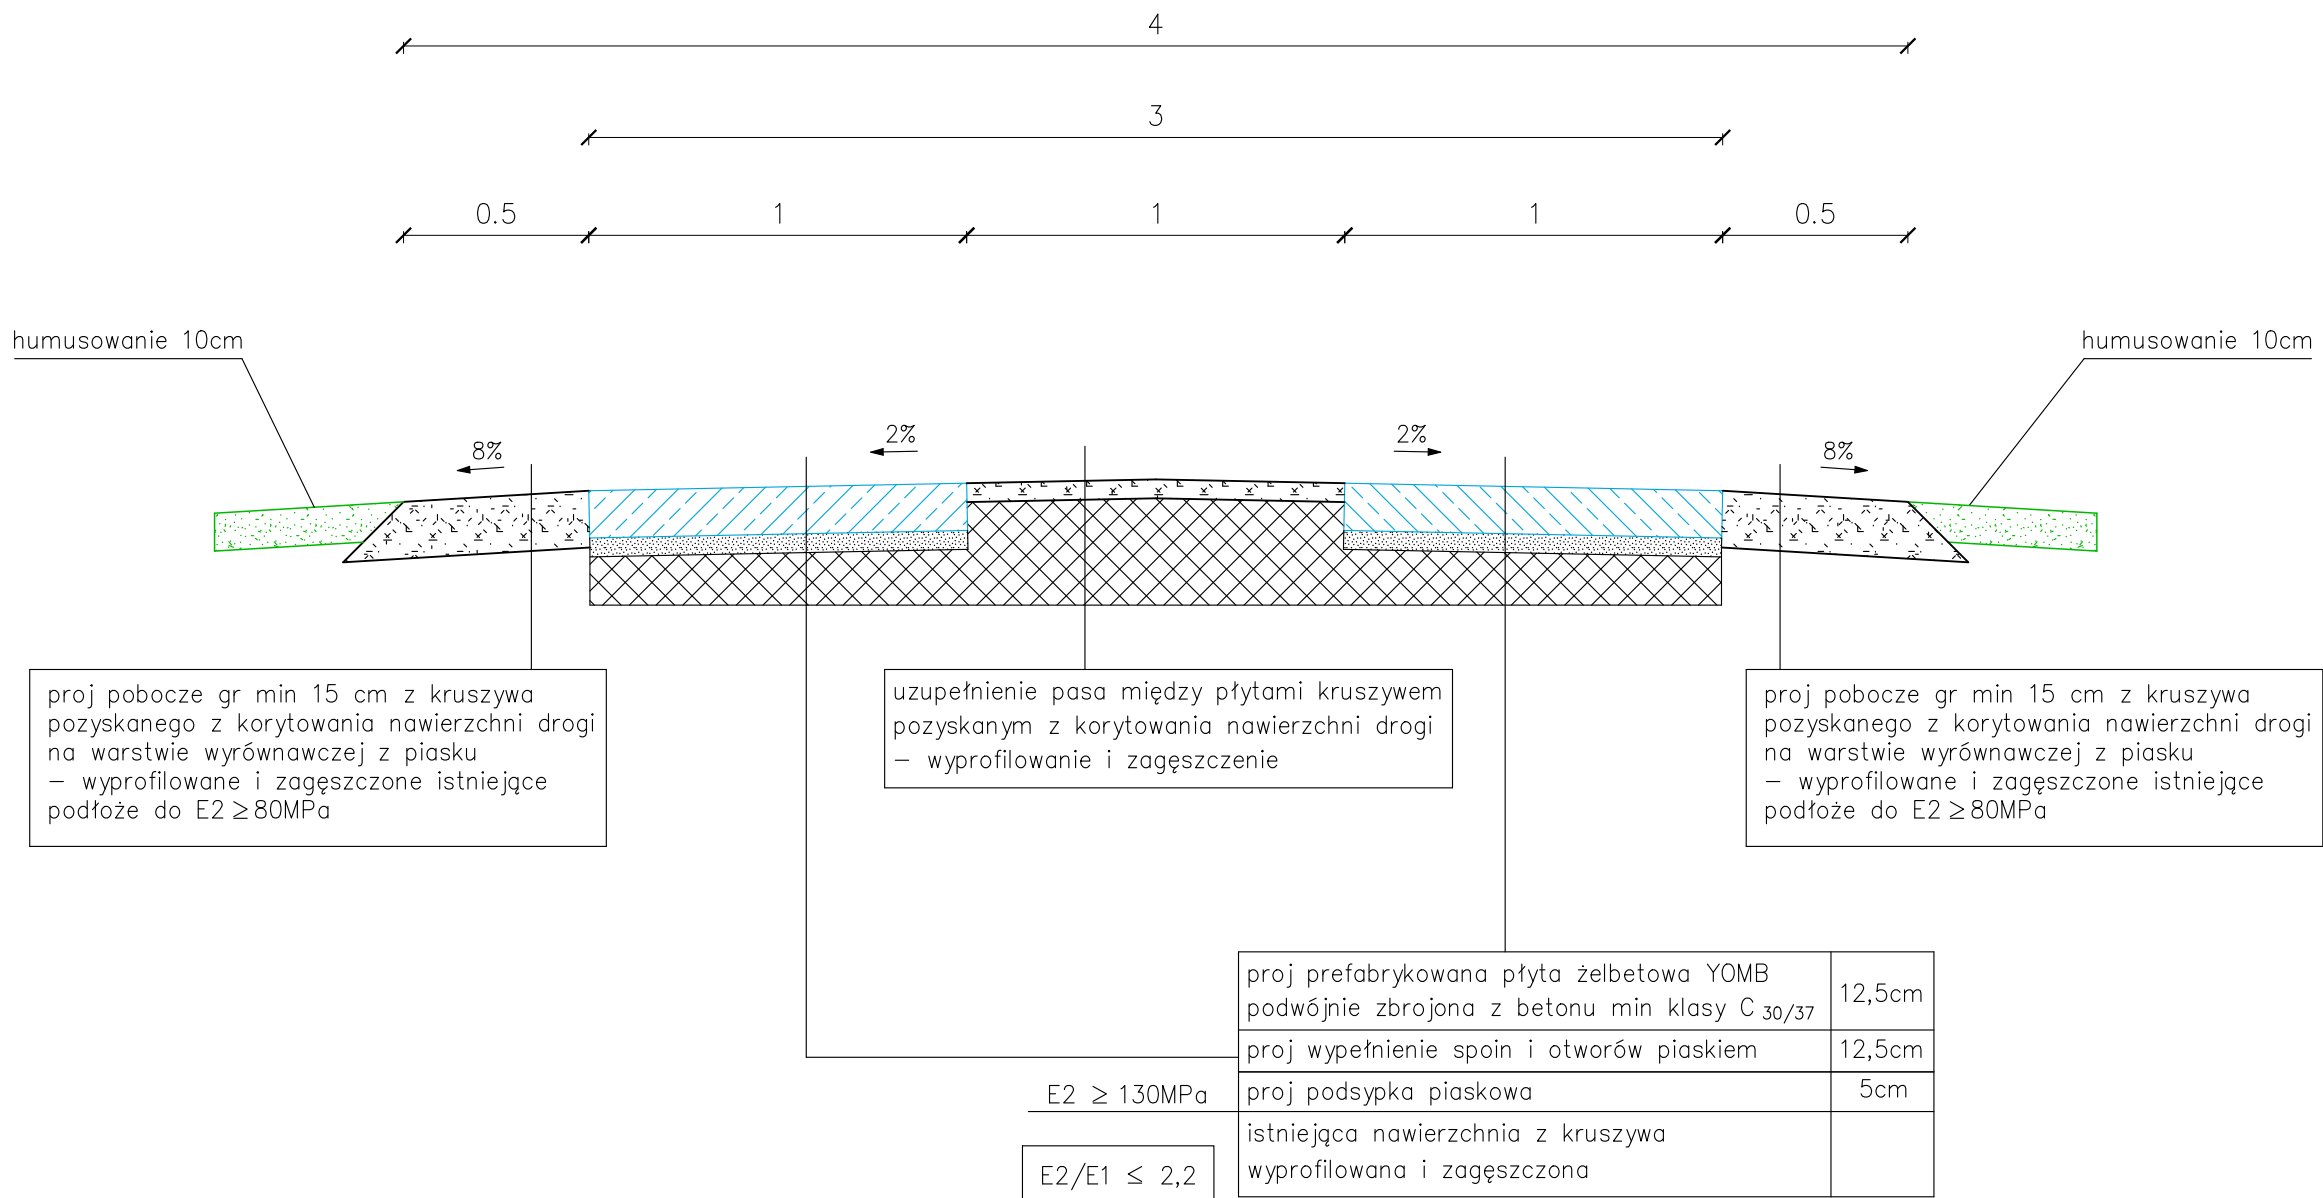 4
3
0.5 1 1 1 0.5
humusowanie 10cm
humusowanie 10cm
8% 2% 2% 8%
proj pobocze gr min 15 cm z kruszywa
pozyskanego z korytowania nawierzchni drogi
na warstwie wyrównawczej z piasku
– wyprofilowane i zagęszczone istniejące
podłoże do E2 ≥ 80MPa
uzupełnienie pasa między płytami kruszywem
pozyskanym z korytowania nawierzchni drogi
– wyprofilowanie i zagęszczenie
proj pobocze gr min 15 cm z kruszywa
pozyskanego z korytowania nawierzchni drogi
na warstwie wyrównawczej z piasku
– wyprofilowane i zagęszczone istniejące
podłoże do E2 ≥ 80MPa
proj prefabrykowana płyta żelbetowa YOMB
podwójnie zbrojona z betonu min klasy C 30/37
12,5cm
proj wypełnienie spoin i otworów piaskiem 12,5cm
E2 ≥ 130MPa
proj podsypka piaskowa 5cm
istniejąca nawierzchnia z kruszywa
wyprofilowana i zagęszczona
E2/E1 ≤ 2,2